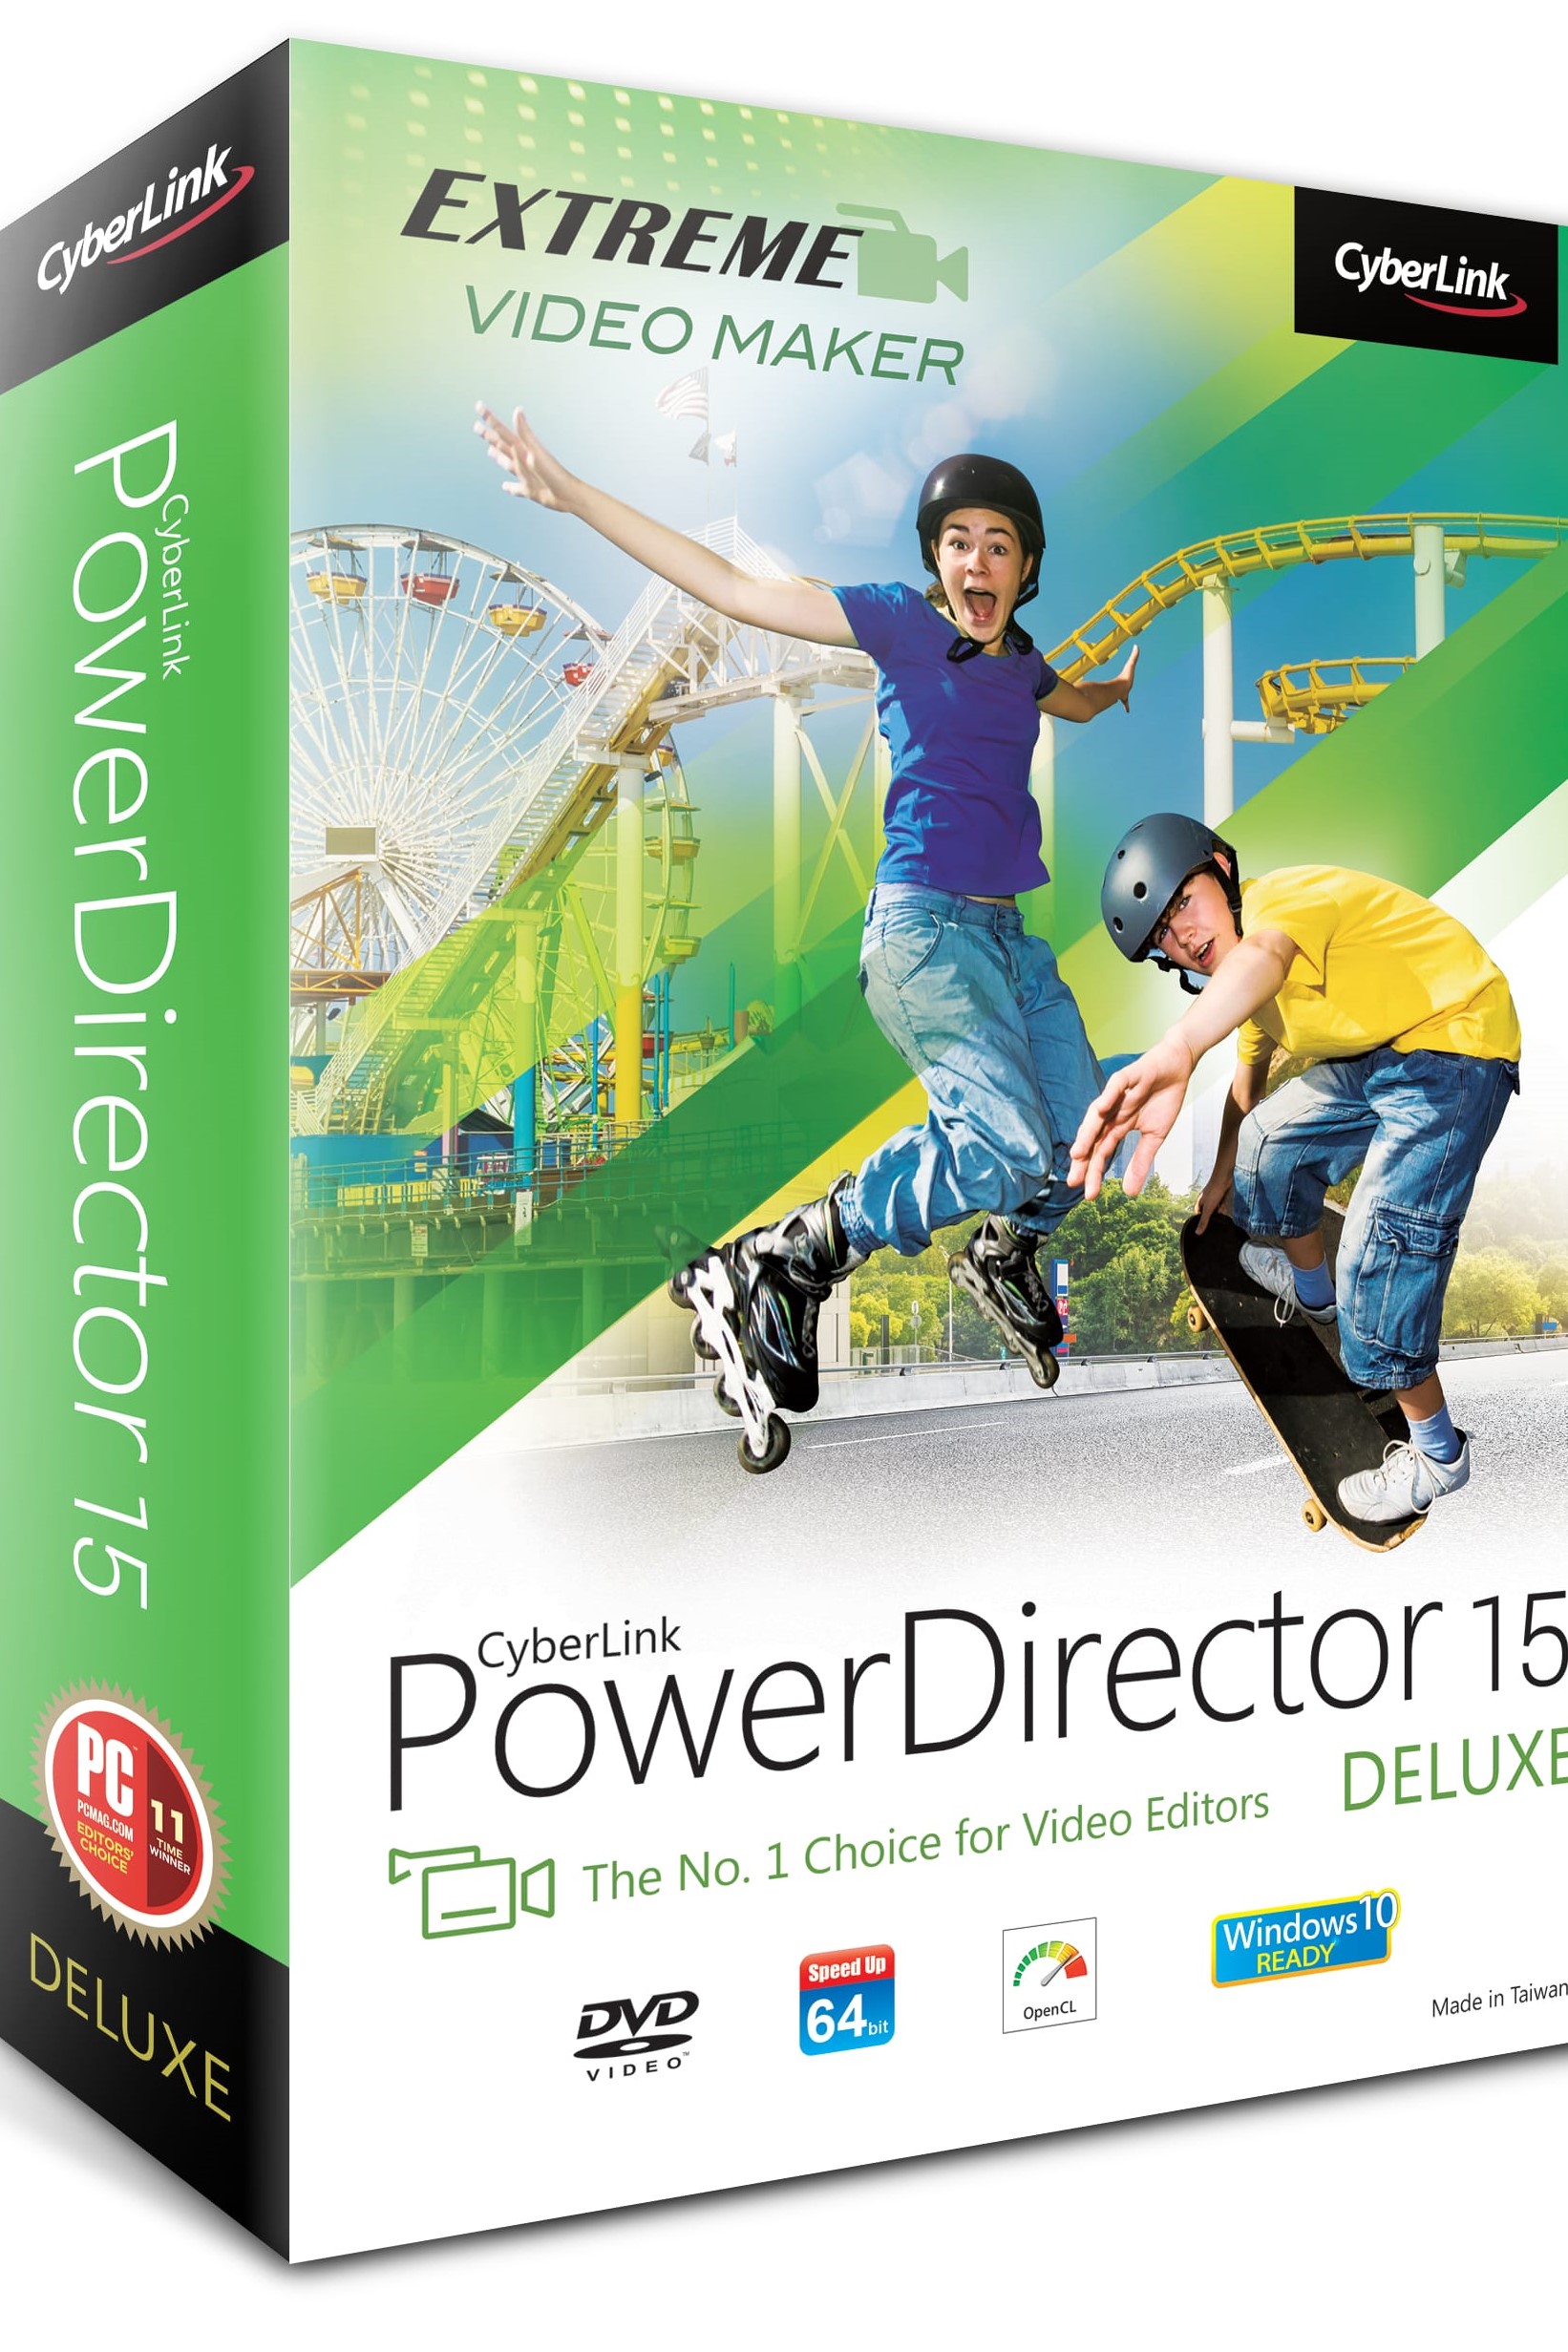 CyberLink
CyberLink
PowerDirector 15
PC
PCMAG.COM
EDITORS'
CHOICE
11
TIME
WINNER
DELUXE
EXTREME
VIDEO MAKER
CyberLink
CyberLink
PowerDirector 15
DELUXE
The No. 1 Choice for Video Editors
DVD
VIDEO™
Speed Up
64bit
OpenCL
Windows10
READY
Made in Taiwan